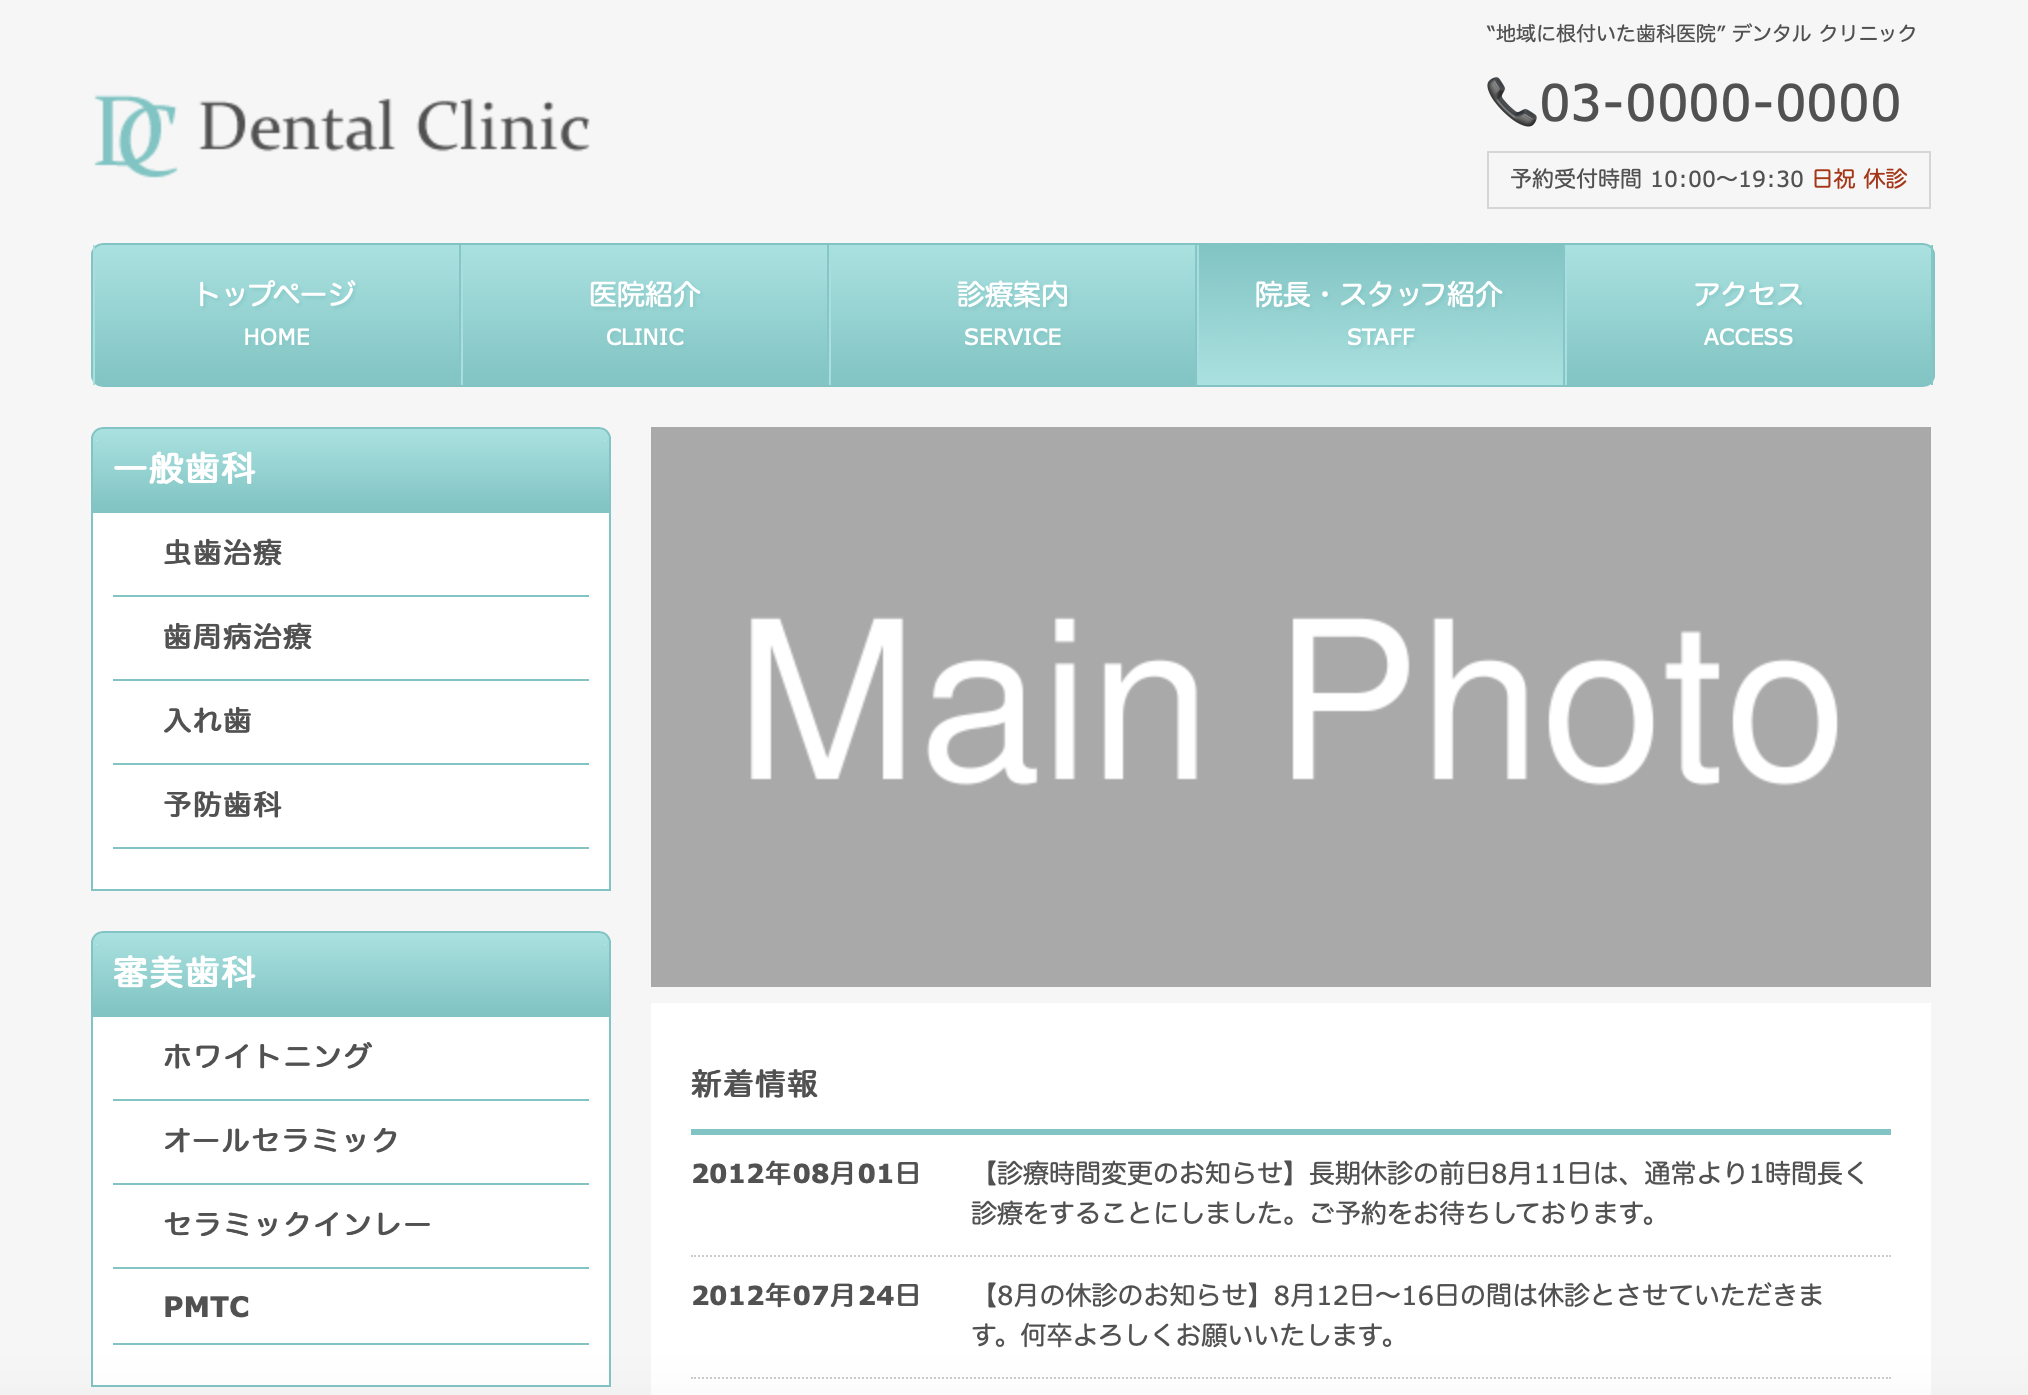 “地域に根付いた歯科医院” デンタル クリニック
DC Dental Clinic
03-0000-0000
予約受付時間 10:00〜19:30 日祝 休診
トップページ
HOME
医院紹介
CLINIC
診療案内
SERVICE
院長・スタッフ紹介
STAFF
アクセス
ACCESS
一般歯科
虫歯治療
歯周病治療
入れ歯
予防歯科
審美歯科
ホワイトニング
オールセラミック
セラミックインレー
PMTC
Main Photo
新着情報
2012年08月01日
【診療時間変更のお知らせ】長期休診の前日8月11日は、通常より1時間長く
診療をすることにしました。ご予約をお待ちしております。
2012年07月24日
【8月の休診のお知らせ】8月12日〜16日の間は休診とさせていただきま
す。何卒よろしくお願いいたします。